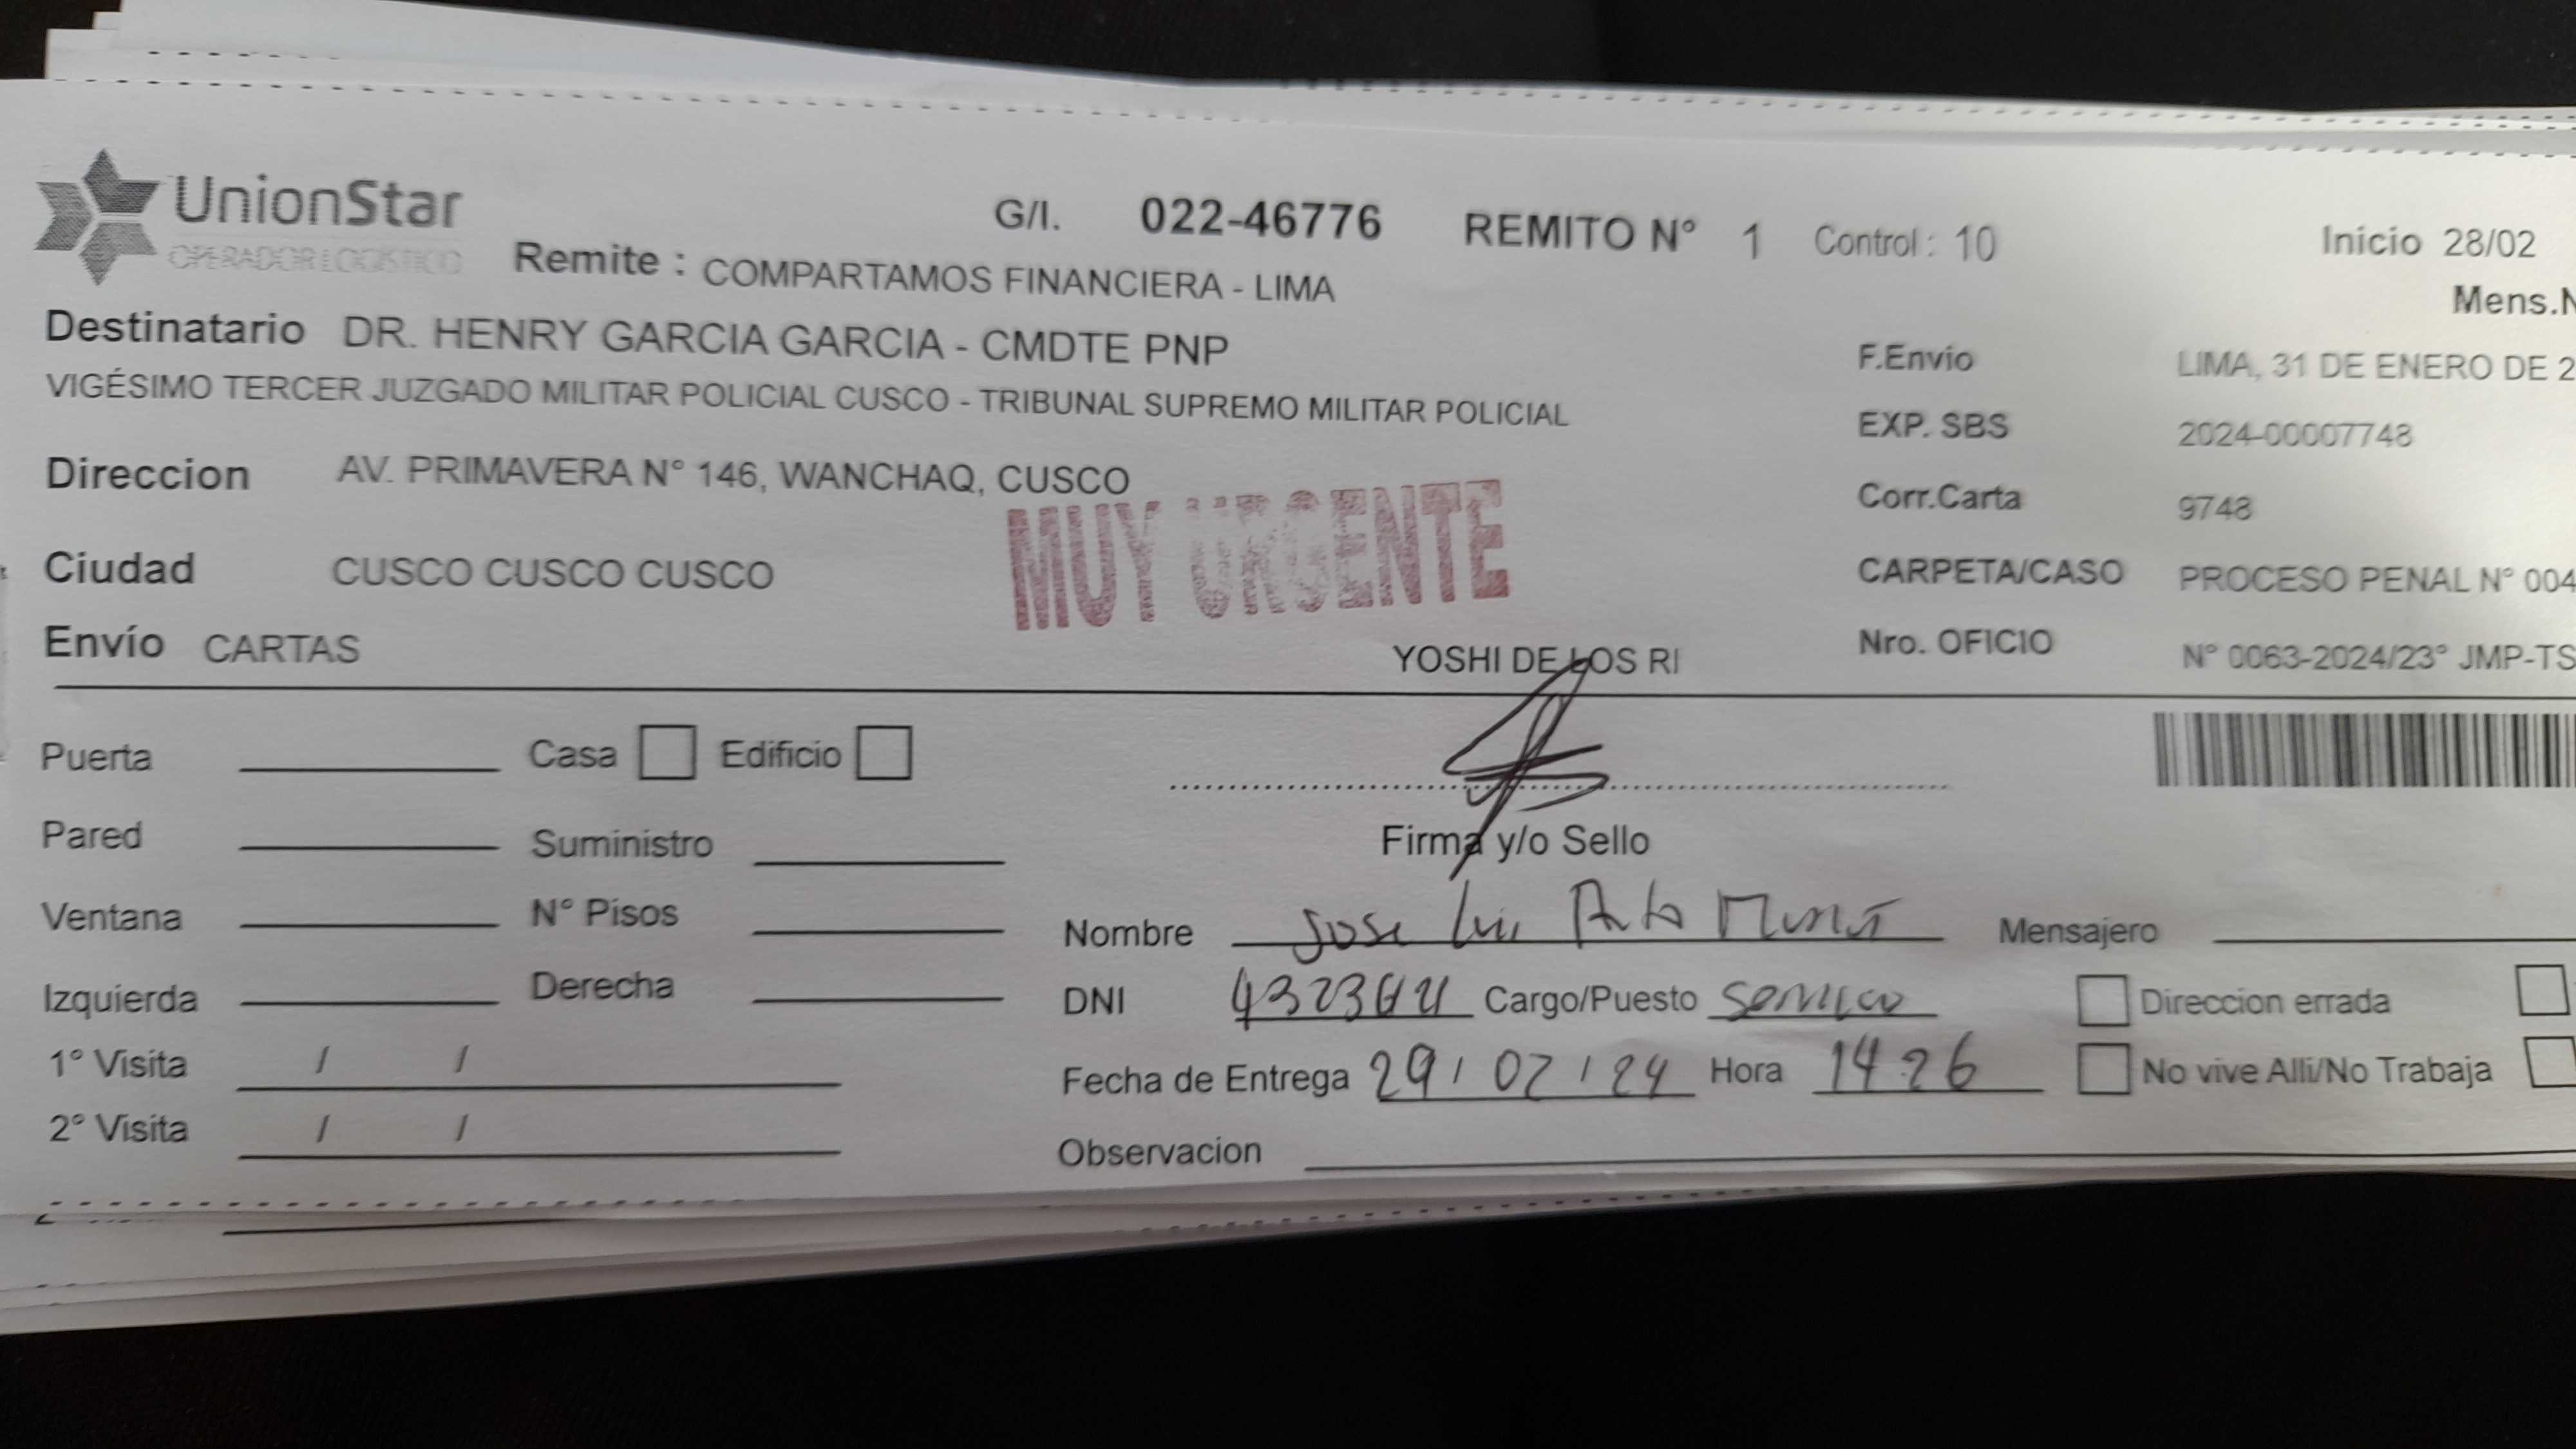 UnionStar
OPERADOR LOGISTICO
G/I. 022-46776 REMITO N° 1 Control : 10 Inicio 28/02
Remite : COMPARTAMOS FINANCIERA - LIMA
Mens.N
Destinatario DR. HENRY GARCIA GARCIA - CMDTE PNP
VIGÉSIMO TERCER JUZGADO MILITAR POLICIAL CUSCO - TRIBUNAL SUPREMO MILITAR POLICIAL
F.Envio LIMA, 31 DE ENERO DE 2
EXP. SBS 2024-00007748
Direccion AV. PRIMAVERA N° 146, WANCHAQ, CUSCO
Corr.Carta 9748
MUY URGENTE
Ciudad CUSCO CUSCO CUSCO
CARPETA/CASO PROCESO PENAL N° 004
Envío CARTAS
YOSHI DE LOS RI
Nro. OFICIO N° 0063-2024/23° JMP-TS
Puerta Casa Edificio
Pared Suministro
Firma y/o Sello
Ventana N° Pisos
Nombre Jose Luis
Mensajero
Izquierda Derecha
DNI Cargo/Puesto
Direccion errada
1° Visita / /
Fecha de Entrega 29/02/24 Hora 14 26
No vive Alli/No Trabaja
2° Visita / /
Observacion